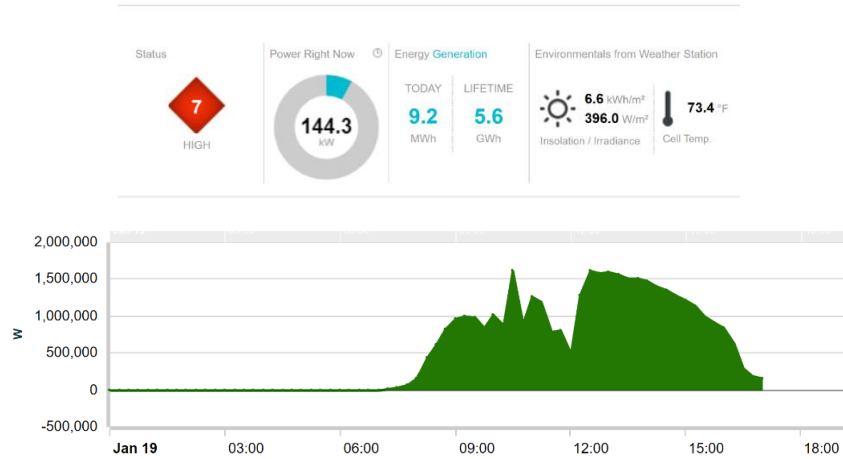 Status
Power Right Now
Energy Generation
Environmentals from Weather Station
7
HIGH
144.3
kW
TODAY
9.2
MWh
LIFETIME
5.6
GWh
6.6 kWh/m²
396.0 W/m²
Insolation / Irradiance
73.4 °F
Cell Temp.
2,000,000
1,500,000
1,000,000
500,000
0
-500,000
W
Jan 19
03:00
06:00
09:00
12:00
15:00
18:00